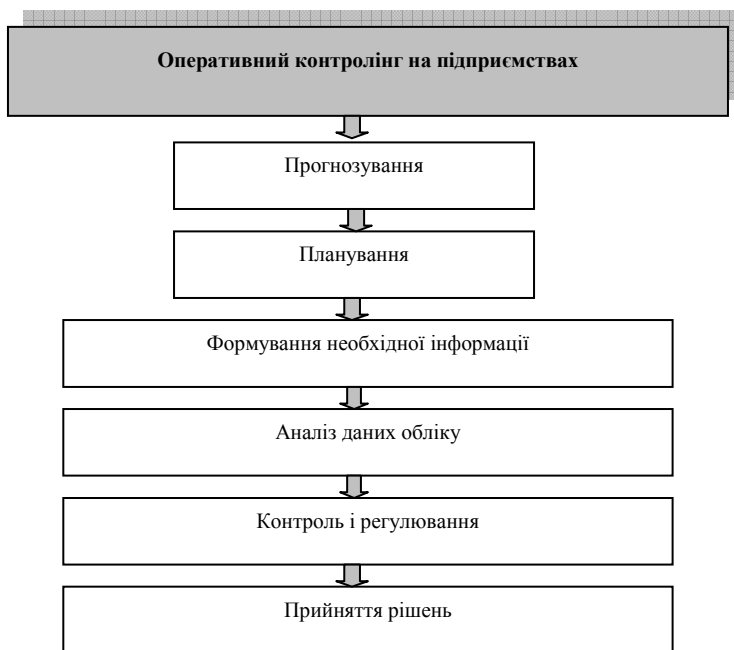 Оперативний контролінг на підприємствах
Прогнозування
Планування
Формування необхідної інформації
Аналіз даних обліку
Контроль і регулювання
Прийняття рішень